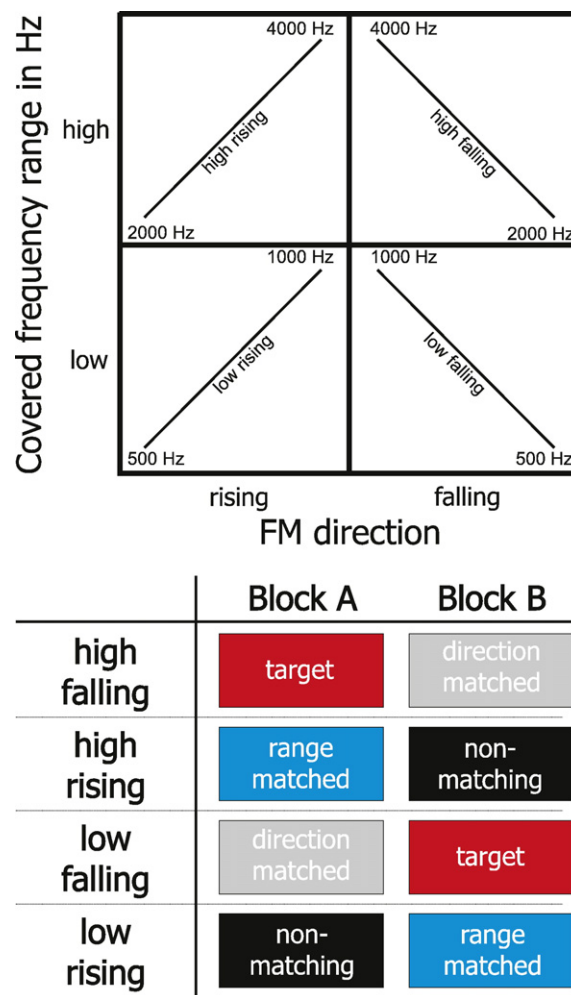 Covered frequency range in Hz
4000 Hz
4000 Hz
high
high rising
high falling
2000 Hz
2000 Hz
1000 Hz
1000 Hz
low
low rising
low falling
500 Hz
500 Hz
rising
falling
FM direction
Block A
Block B
high
falling
target
direction
matched
high
rising
range
matched
non-
matching
low
falling
direction
matched
target
low
rising
non-
matching
range
matched